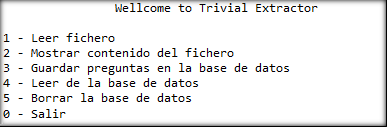 Wellcome to Trivial Extractor
1 - Leer fichero
2 - Mostrar contenido del fichero
3 - Guardar preguntas en la base de datos
4 - Leer de la base de datos
5 - Borrar la base de datos
0 - Salir